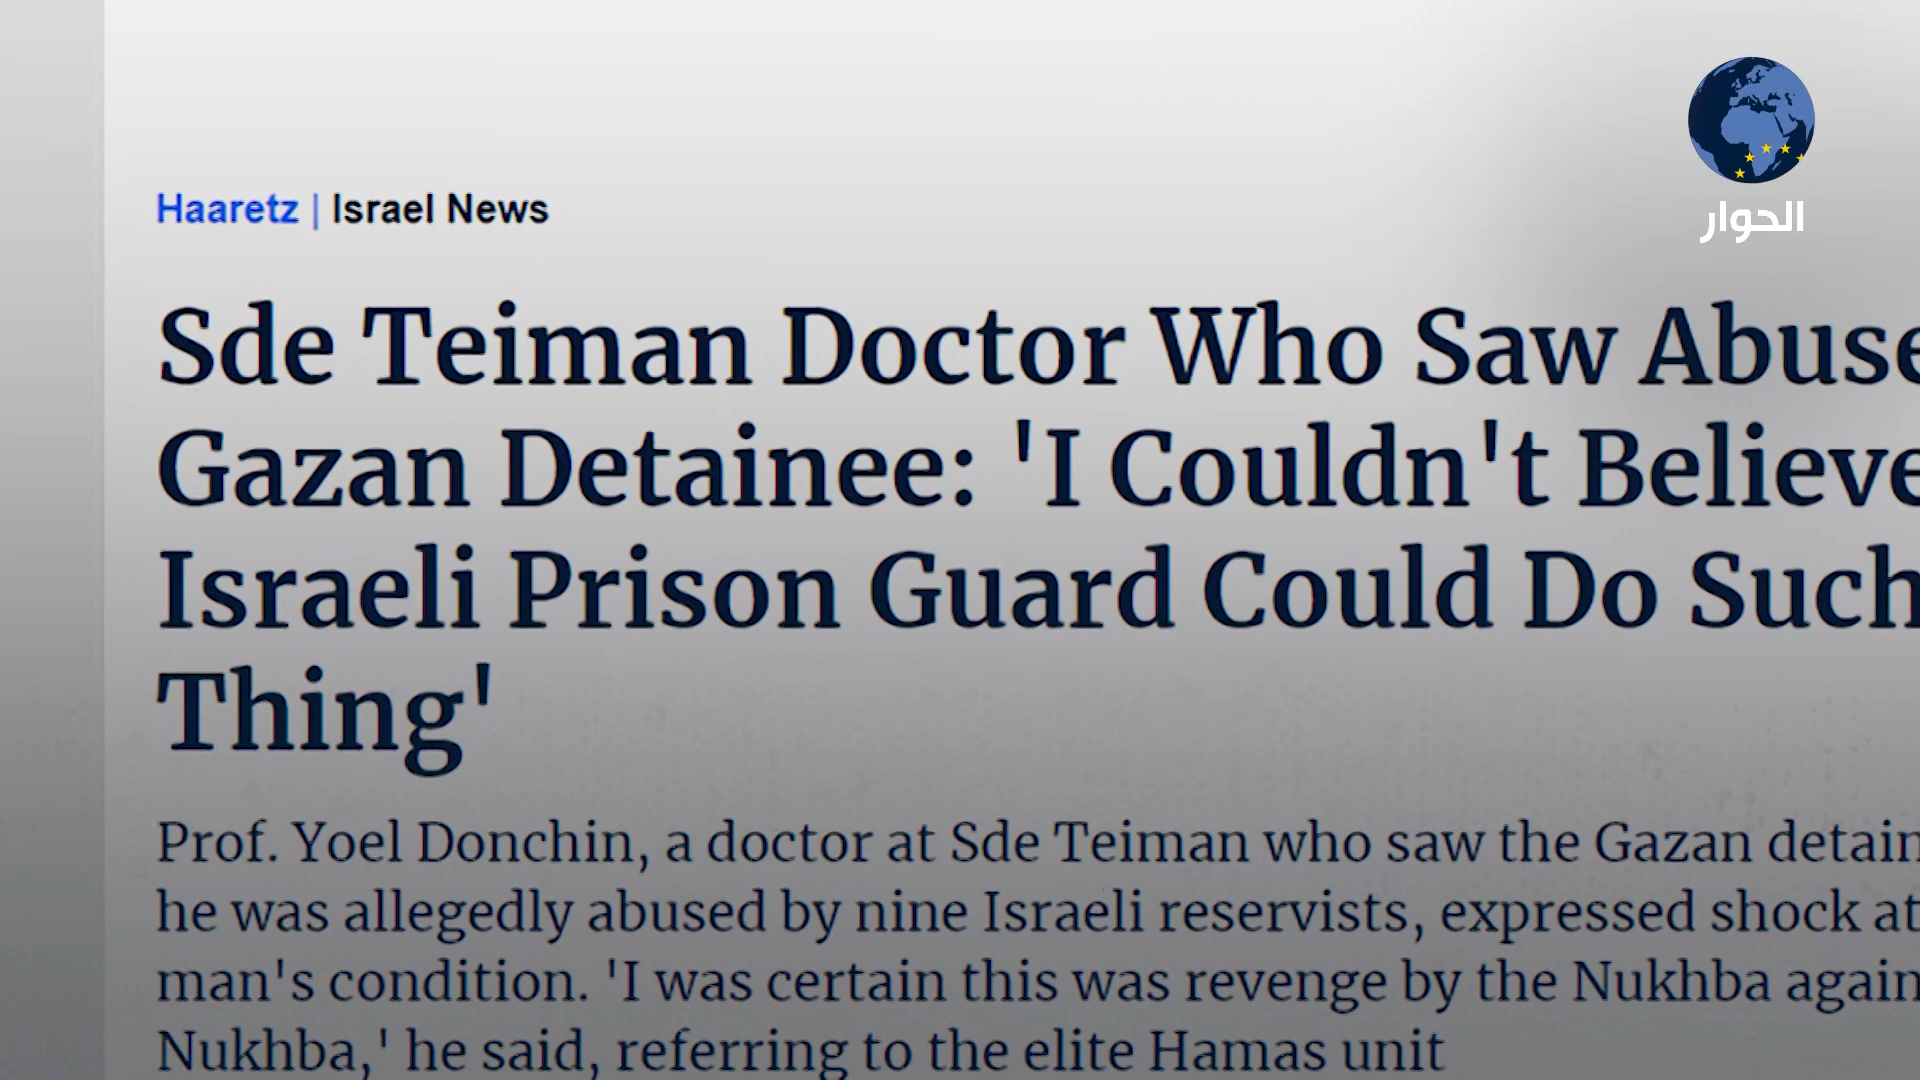 الحوار
Haaretz | Israel News
Sde Teiman Doctor Who Saw Abuse
Gazan Detainee: 'I Couldn't Believe
Israeli Prison Guard Could Do Such
Thing'
Prof. Yoel Donchin, a doctor at Sde Teiman who saw the Gazan
he was allegedly abused by nine Israeli reservists, expressed shock at
man's condition. 'I was certain this was revenge by the Nukhba
Nukhba,' he said, referring to the elite Hamas unit